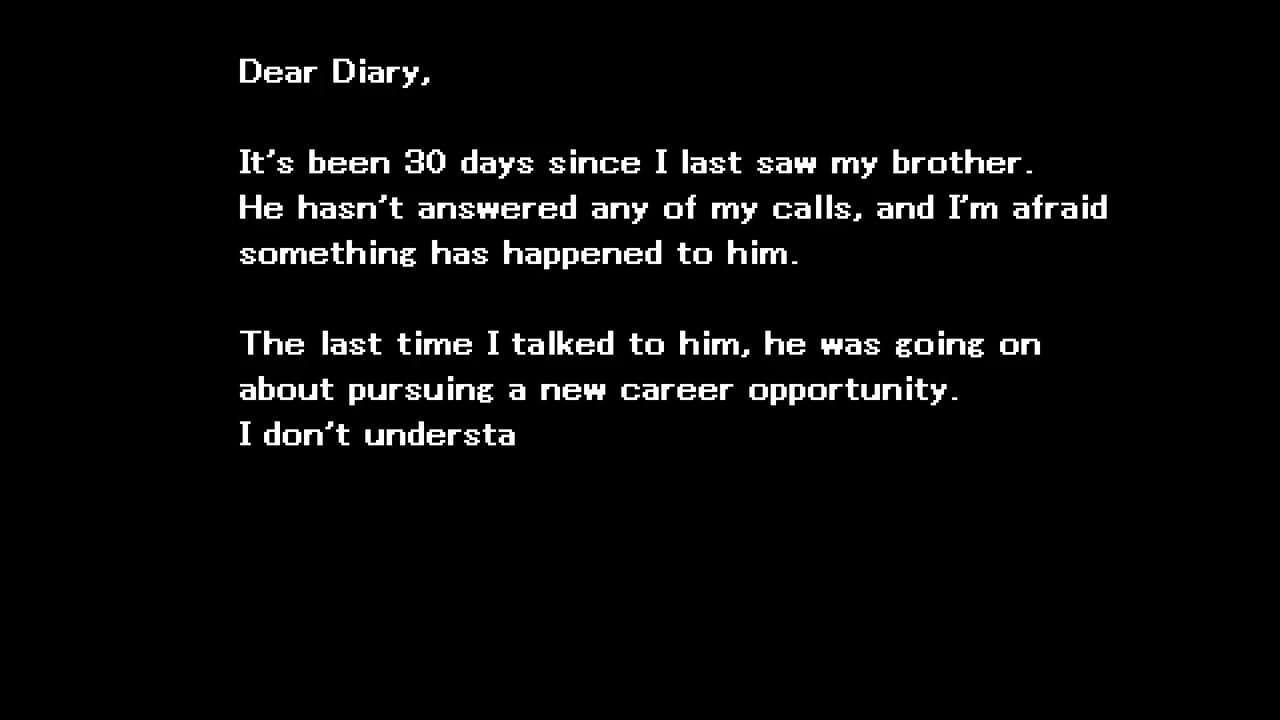 Dear Diary,
It's been 30 days since I last saw my brother.
He hasn't answered any of my calls, and I'm afraid
something has happened to him.
The last time I talked to him, he was going on
about pursuing a new career opportunity.
I don't understa